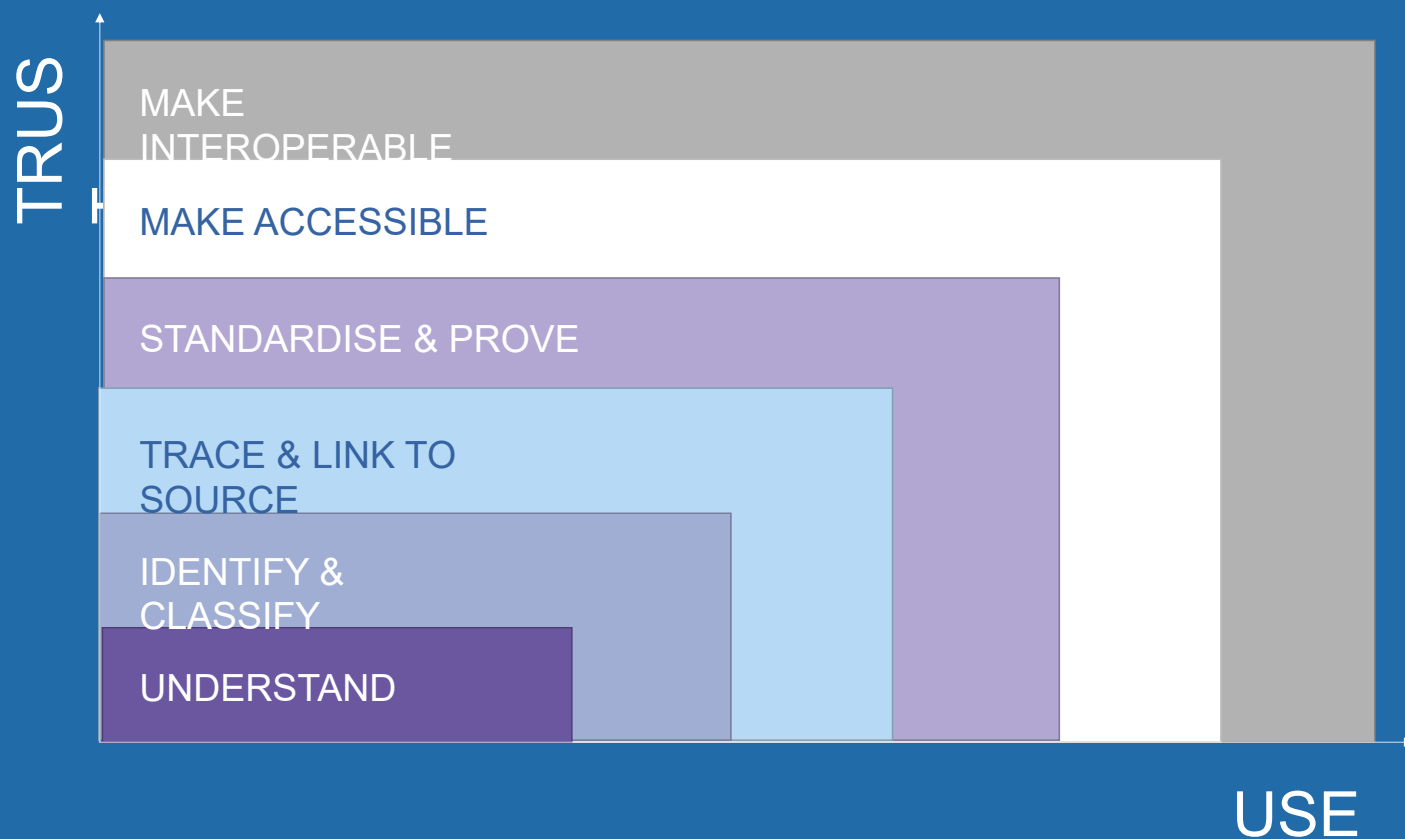 TRUS
T
MAKE
INTEROPERABLE
MAKE ACCESSIBLE
STANDARDISE & PROVE
TRACE & LINK TO
SOURCE
IDENTIFY &
CLASSIFY
UNDERSTAND
USE